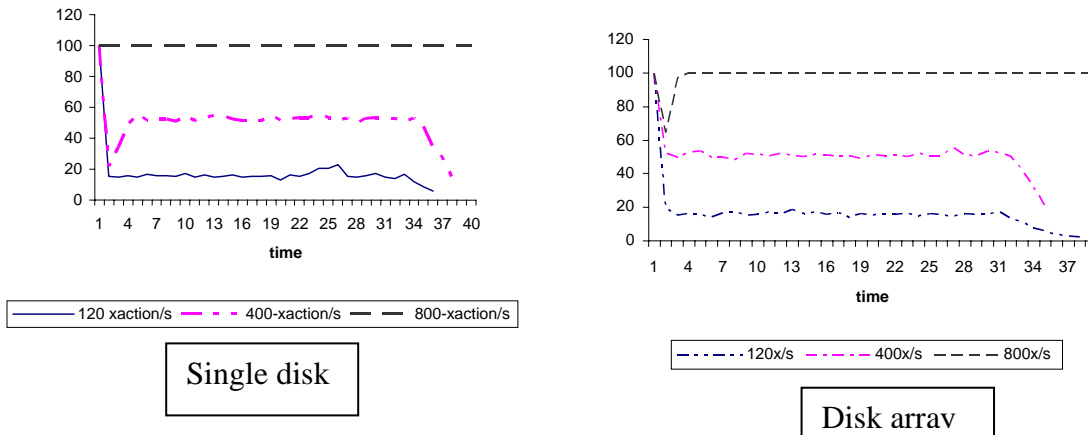 120
100
80
60
40
20
0
1 4 7 10 13 16 19 22 25 28 31 34 37 40
time
120 xaction/s 400-xaction/s 800-xaction/s
Single disk
120
100
80
60
40
20
0
1 4 7 10 13 16 19 22 25 28 31 34 37
time
120x/s 400x/s 800x/s
Disk array